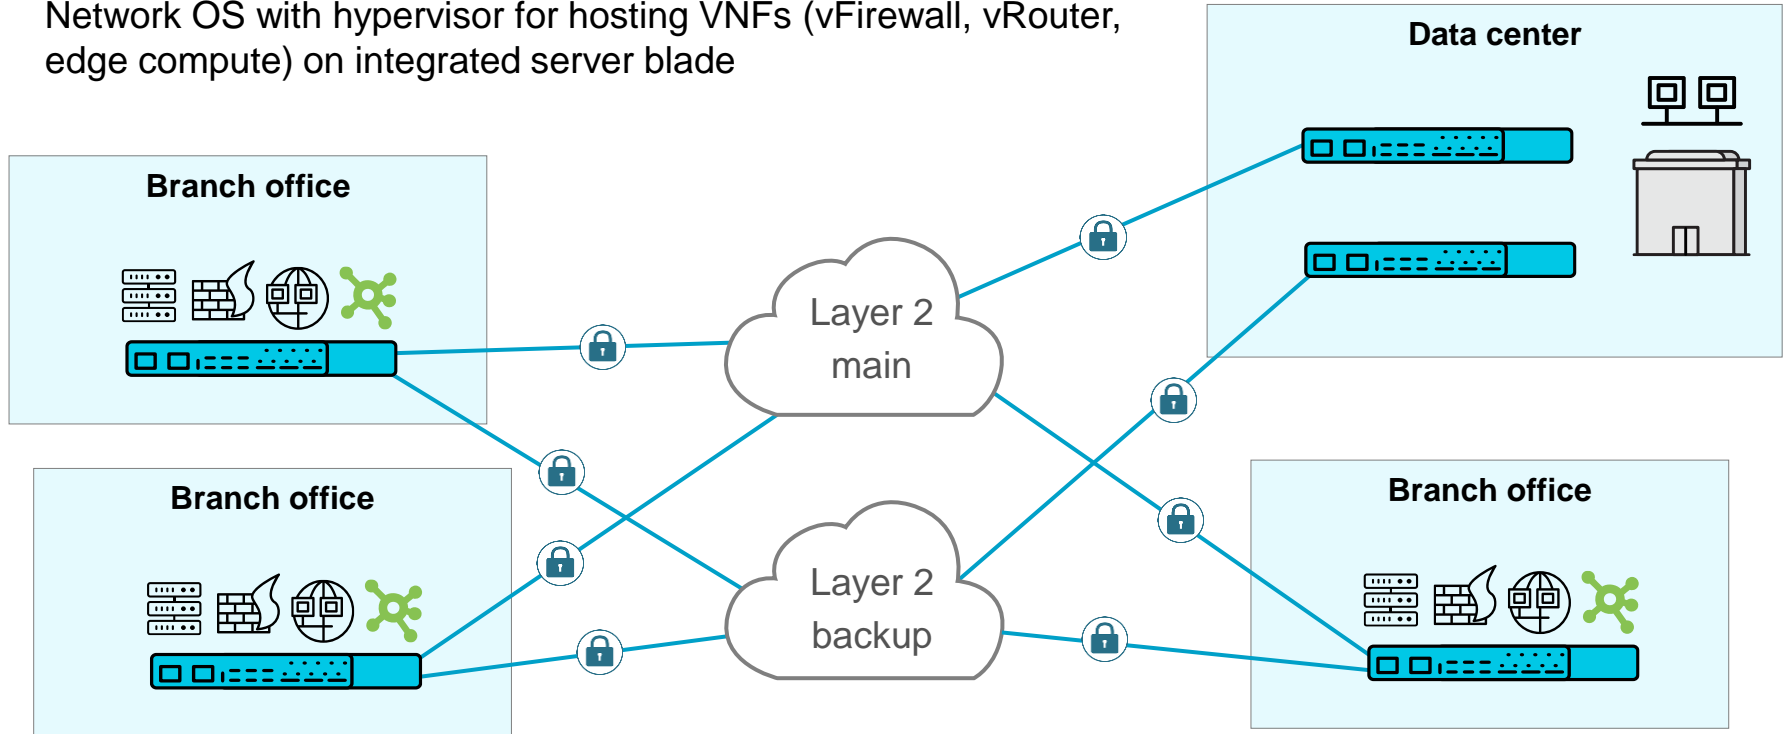 Network OS with hypervisor for hosting VNFs (vFirewall, vRouter,
edge compute) on integrated server blade
Data center
Branch office
Layer 2
main
Branch office
Branch office
Layer 2
backup